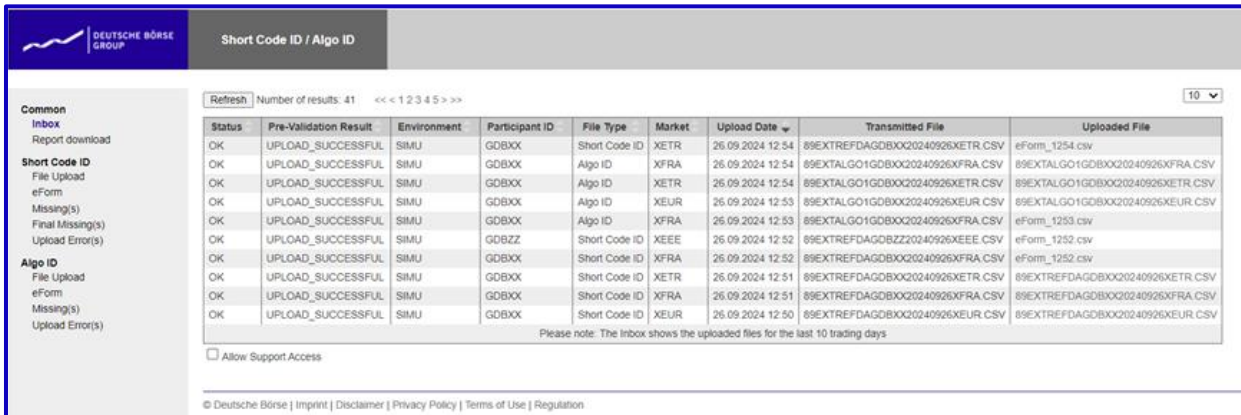 DEUTSCHE BÖRSE
GROUP
Short Code ID / Algo ID
Common
Inbox
Report download
Short Code ID
File Upload
eForm
Missing(s)
Final Missing(s)
Upload Error(s)
Algo ID
File Upload
eForm
Missing(s)
Upload Error(s)
Refresh Number of results: 41 << < 1 2 3 4 5 > >> 10
Status Pre-Validation Result Environment Participant ID File Type Market Upload Date Transmitted File Uploaded File
OK UPLOAD_SUCCESSFUL SIMU GDBXX Short Code ID XETR 26.09.2024 12:54 89EXTREFDAGDBXX20240926XETR.CSV eForm_1254.csv
OK UPLOAD_SUCCESSFUL SIMU GDBXX Algo ID XFRA 26.09.2024 12:54 89EXTALGO1GDBXX20240926XFRA.CSV 89EXTALGO1GDBXX20240926XFRA.CSV
OK UPLOAD_SUCCESSFUL SIMU GDBXX Algo ID XETR 26.09.2024 12:54 89EXTALGO1GDBXX20240926XETR.CSV 89EXTALGO1GDBXX20240926XETR.CSV
OK UPLOAD_SUCCESSFUL SIMU GDBXX Algo ID XEUR 26.09.2024 12:53 89EXTALGO1GDBXX20240926XEUR.CSV 89EXTALGO1GDBXX20240926XEUR.CSV
OK UPLOAD_SUCCESSFUL SIMU GDBXX Algo ID XFRA 26.09.2024 12:53 89EXTALGO1GDBXX20240926XFRA.CSV eForm_1253.csv
OK UPLOAD_SUCCESSFUL SIMU GDBZZ Short Code ID XEEE 26.09.2024 12:52 89EXTREFDAGDBZZ20240926XEEE.CSV eForm_1252.csv
OK UPLOAD_SUCCESSFUL SIMU GDBXX Short Code ID XFRA 26.09.2024 12:52 89EXTREFDAGDBXX20240926XFRA.CSV eForm_1252.csv
OK UPLOAD_SUCCESSFUL SIMU GDBXX Short Code ID XETR 26.09.2024 12:51 89EXTREFDAGDBXX20240926XETR.CSV 89EXTREFDAGDBXX20240926XETR.CSV
OK UPLOAD_SUCCESSFUL SIMU GDBXX Short Code ID XFRA 26.09.2024 12:51 89EXTREFDAGDBXX20240926XFRA.CSV 89EXTREFDAGDBXX20240926XFRA.CSV
OK UPLOAD_SUCCESSFUL SIMU GDBXX Short Code ID XEUR 26.09.2024 12:50 89EXTREFDAGDBXX20240926XEUR.CSV 89EXTREFDAGDBXX20240926XEUR.CSV
Please note: The Inbox shows the uploaded files for the last 10 trading days
Allow Support Access
© Deutsche Börse | Imprint | Disclaimer | Privacy Policy | Terms of Use | Regulation